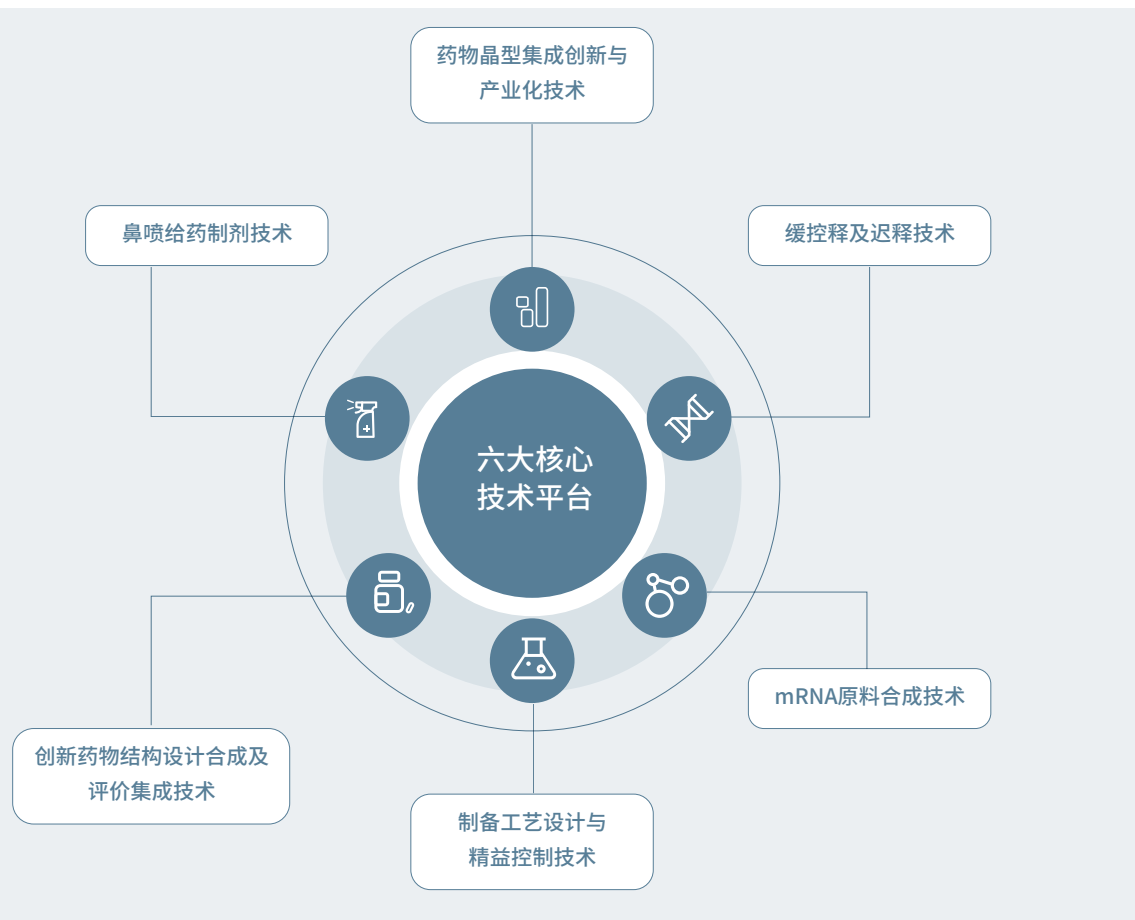 药物晶型集成创新与
产业化技术
鼻喷给药制剂技术
缓控释及迟释技术
六大核心
技术平台
mRNA原料合成技术
创新药物结构设计合成及
评价集成技术
制备工艺设计与
精益控制技术